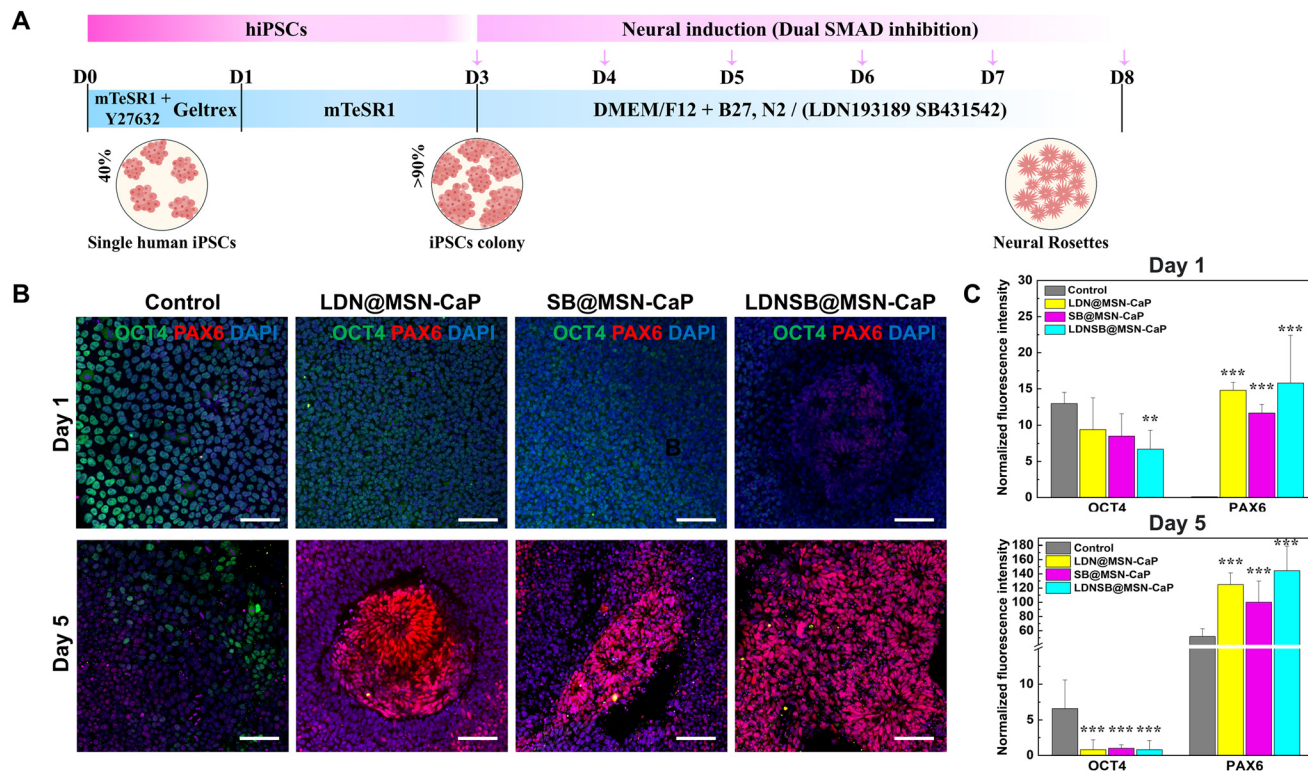 A
hiPSCs
Neural induction (Dual SMAD inhibition)
D0 D1 D3 D4 D5 D6 D7 D8
mTeSR1 +
Y27632
Geltrex
mTeSR1
DMEM/F12 + B27, N2 / (LDN193189 SB431542)
40%
>90%
Single human iPSCs
iPSCs colony
Neural Rosettes
B
Control
LDN@MSN-CaP
SB@MSN-CaP
LDNSB@MSN-CaP
OCT4 PAX6 DAPI
OCT4 PAX6 DAPI
OCT4 PAX6 DAPI
OCT4 PAX6 DAPI
Day 1
B
Day 5
C
Day 1
Normalized fluorescence intensity
30
25
20
15
10
5
0
Control
LDN@MSN-CaP
SB@MSN-CaP
LDNSB@MSN-CaP
**
***
***
***
OCT4
PAX6
Day 5
Normalized fluorescence intensity
180
160
140
120
100
80
60
10
5
0
Control
LDN@MSN-CaP
SB@MSN-CaP
LDNSB@MSN-CaP
*** *** ***
***
***
***
OCT4
PAX6